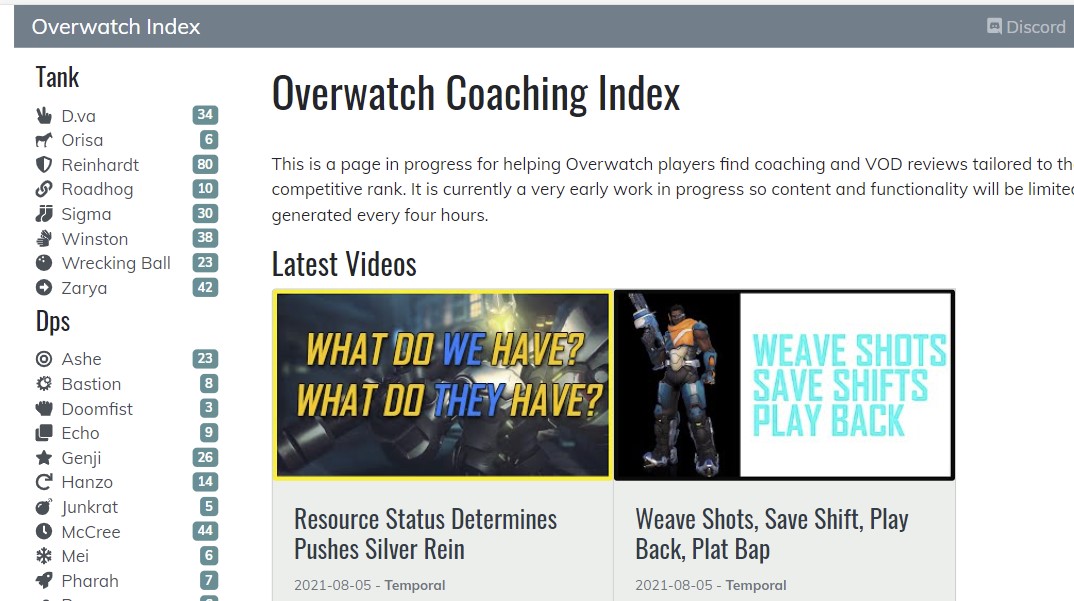 Overwatch Index
Discord
Tank
D.va 34
Orisa 6
Reinhardt 80
Roadhog 10
Sigma 30
Winston 38
Wrecking Ball 23
Zarya 42
Dps
Ashe 23
Bastion 8
Doomfist 3
Echo 9
Genji 26
Hanzo 14
Junkrat 5
McCree 44
Mei 6
Pharah 7
Overwatch Coaching Index
This is a page in progress for helping Overwatch players find coaching and VOD reviews tailored to th
competitive rank. It is currently a very early work in progress so content and functionality will be limited
generated every four hours.
Latest Videos
WHAT DO WE HAVE?
WHAT DO THEY HAVE?
Resource Status Determines
Pushes Silver Rein
2021-08-05 - Temporal
WEAVE SHOTS
SAVE SHIFTS
PLAY BACK
Weave Shots, Save Shift, Play
Back, Plat Bap
2021-08-05 - Temporal